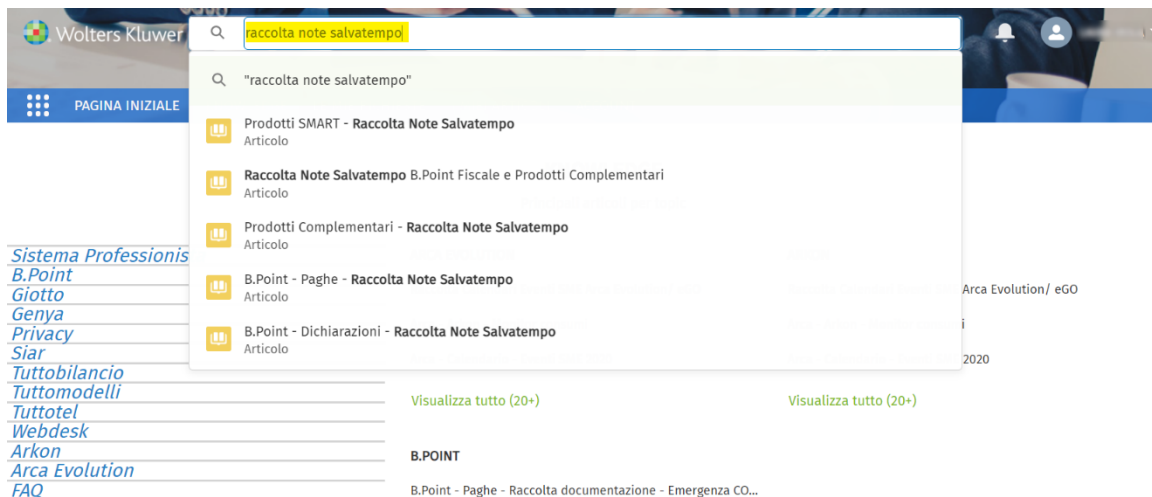 Wolters Kluwer
raccolta note salvatempo
"raccolta note salvatempo"
PAGINA INIZIALE
Prodotti SMART - Raccolta Note Salvatempo
Articolo
Raccolta Note Salvatempo B.Point Fiscale e Prodotti Complementari
Articolo
Prodotti Complementari - Raccolta Note Salvatempo
Articolo
B.Point - Paghe - Raccolta Note Salvatempo
Articolo
B.Point - Dichiarazioni - Raccolta Note Salvatempo
Articolo
Sistema Professionis
B.Point
Giotto
Genya
Privacy
Siar
Tuttobilancio
Tuttomodelli
Tuttotel
Webdesk
Arkon
Arca Evolution
FAQ
Arca Evolution/ eGO
i
2020
Visualizza tutto (20+)
Visualizza tutto (20+)
B.POINT
B.Point - Paghe - Raccolta documentazione - Emergenza CO...